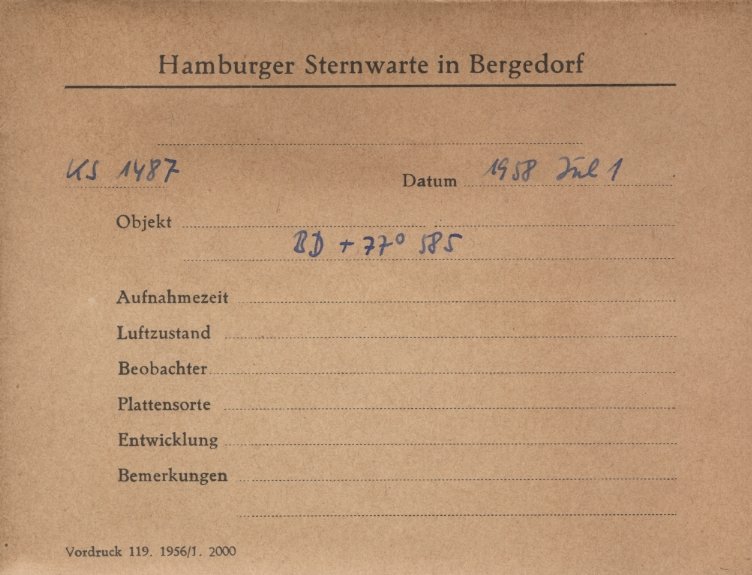 Hamburger Sternwarte in Bergedorf
KS 1487 Datum 1958 Jul 1
Objekt
BD + 77° 585
Aufnahmezeit
Luftzustand
Beobachter
Plattensorte
Entwicklung
Bemerkungen
Vordruck 119. 1956/1. 2000